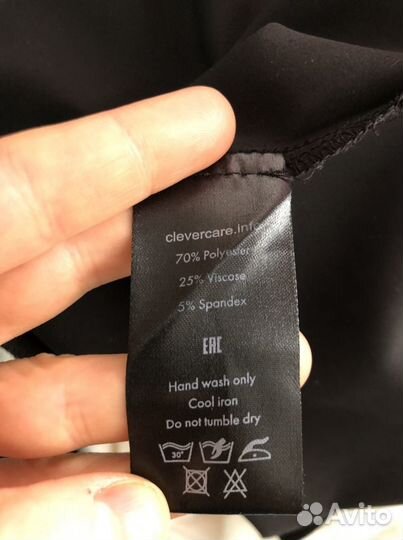 clevercare.info
70% Polyester
25% Viscose
5% Spandex
EAC
Hand wash only
Cool iron
Do not tumble dry
30°
Avito